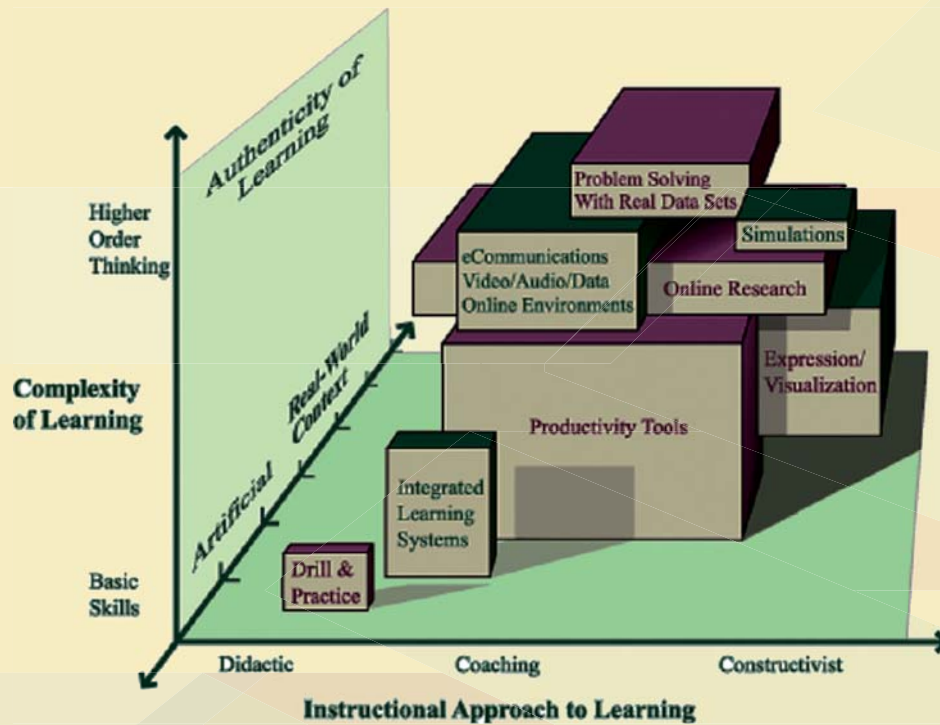 Authenticity of
Learning
Higher
Order
Thinking
Complexity
of Learning
Basic
Skills
Artificial
Real-World
Context
Problem Solving
With Real Data Sets
Simulations
eCommunications
Video/Audio/Data
Online Environments
Online Research
Expression/
Visualization
Productivity Tools
Integrated
Learning
Systems
Drill &
Practice
Didactic
Coaching
Constructivist
Instructional Approach to Learning